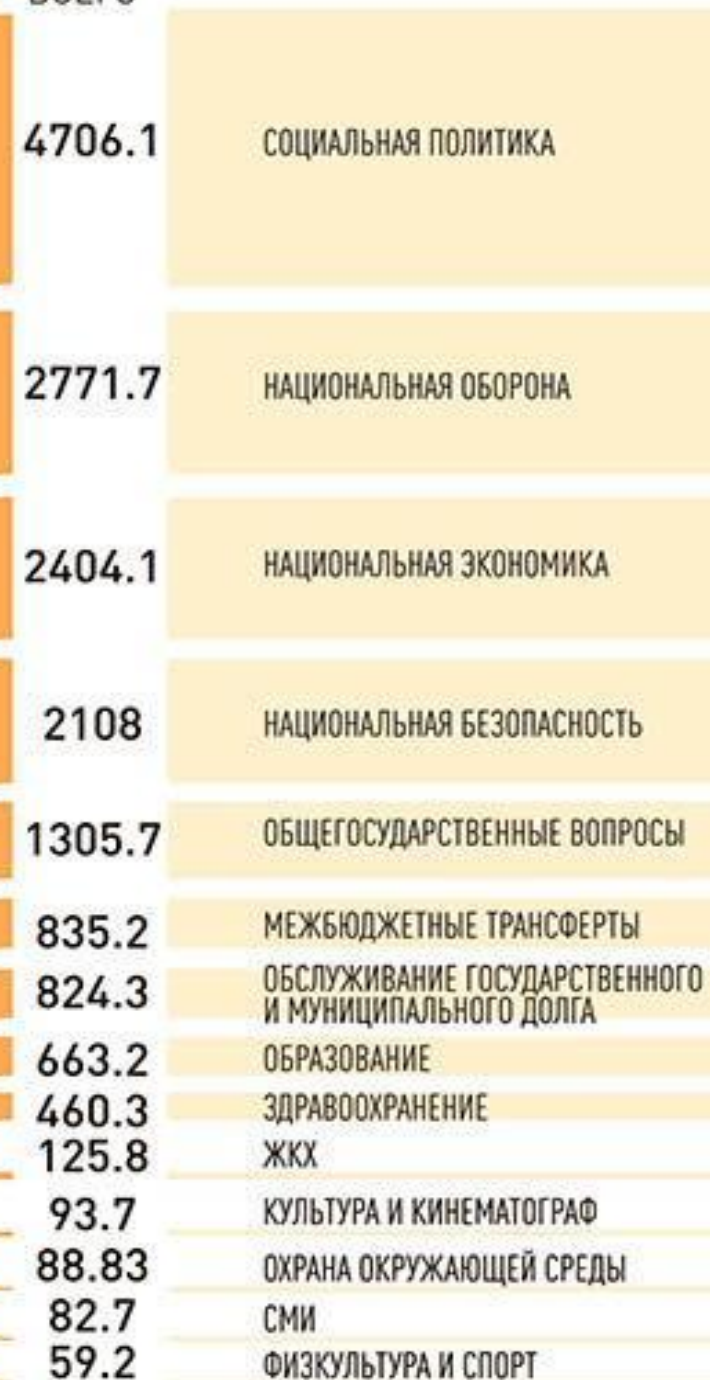 4706.1 СОЦИАЛЬНАЯ ПОЛИТИКА
2771.7 НАЦИОНАЛЬНАЯ ОБОРОНА
2404.1 НАЦИОНАЛЬНАЯ ЭКОНОМИКА
2108 НАЦИОНАЛЬНАЯ БЕЗОПАСНОСТЬ
1305.7 ОБЩЕГОСУДАРСТВЕННЫЕ ВОПРОСЫ
835.2 МЕЖБЮДЖЕТНЫЕ ТРАНСФЕРТЫ
824.3 ОБСЛУЖИВАНИЕ ГОСУДАРСТВЕННОГО
И МУНИЦИПАЛЬНОГО ДОЛГА
663.2 ОБРАЗОВАНИЕ
460.3 ЗДРАВООХРАНЕНИЕ
125.8 ЖКХ
93.7 КУЛЬТУРА И КИНЕМАТОГРАФ
88.83 ОХРАНА ОКРУЖАЮЩЕЙ СРЕДЫ
82.7 СМИ
59.2 ФИЗКУЛЬТУРА И СПОРТ